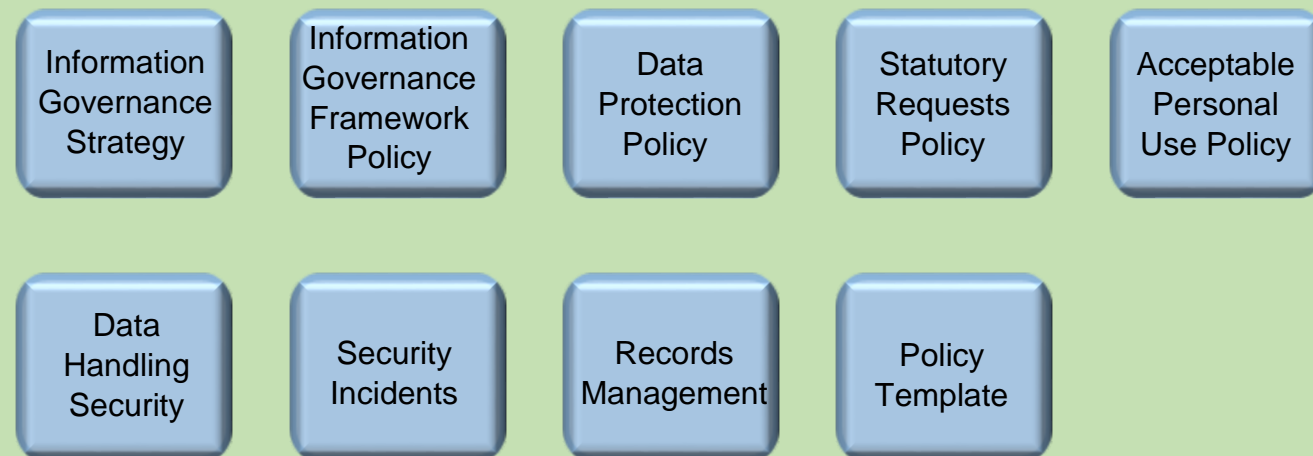 Information
Governance
Strategy
Information
Governance
Framework
Policy
Data
Protection
Policy
Statutory
Requests
Policy
Acceptable
Personal
Use Policy
Data
Handling
Security
Security
Incidents
Records
Management
Policy
Template